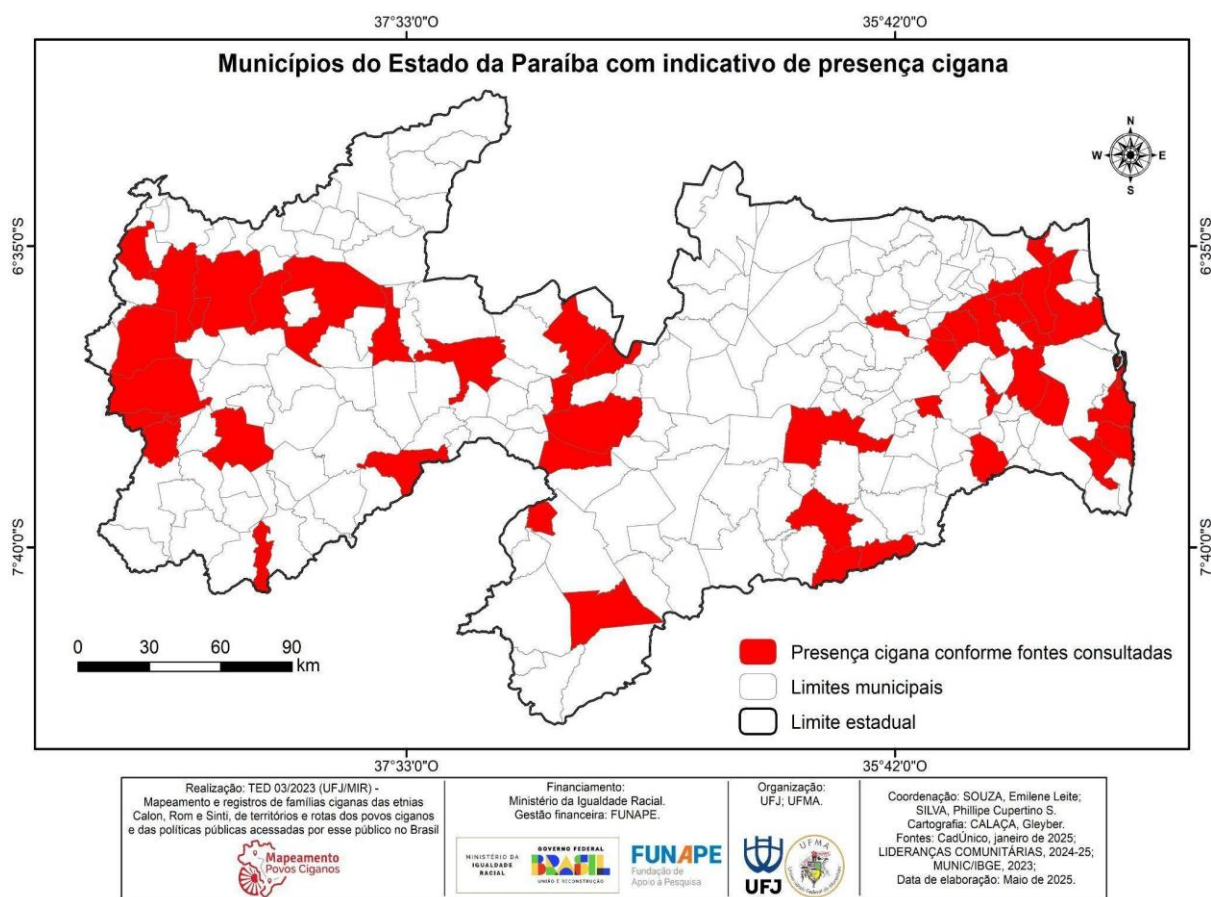 37°33'0"O
35°42'0"O
Municípios do Estado da Paraíba com indicativo de presença cigana
N
W
E
S
6°35'0"S
6°35'0"S
7°40'0"S
7°40'0"S
0 30 60 90
km
Presença cigana conforme fontes consultadas
Limites municipais
Limite estadual
37°33'0"O
35°42'0"O
Realização: TED 03/2023 (UFJ/MIR) -
Mapeamento e registros de famílias ciganas das etnias
Calon, Rom e Sinti, de territórios e rotas dos povos ciganos
e das políticas públicas acessadas por esse público no Brasil
Mapeamento
Povos Ciganos
Financiamento:
Ministério da Igualdade Racial.
Gestão financeira: FUNAPE.
MINISTÉRIO DA
IGUALDADE
RACIAL
GOVERNO FEDERAL
BRASIL
UNIÃO E RECONSTRUÇÃO
FUNAPE
Fundação de
Apoio à Pesquisa
Organização:
UFJ; UFMA.
UFJ
UFMA
Coordenação: SOUZA, Emilene Leite;
SILVA, Phillipe Cupertino S.
Cartografia: CALAÇA, Gleyber.
Fontes: CadÚnico, janeiro de 2025;
LIDERANÇAS COMUNITÁRIAS, 2024-25;
MUNIC/IBGE, 2023;
Data de elaboração: Maio de 2025.